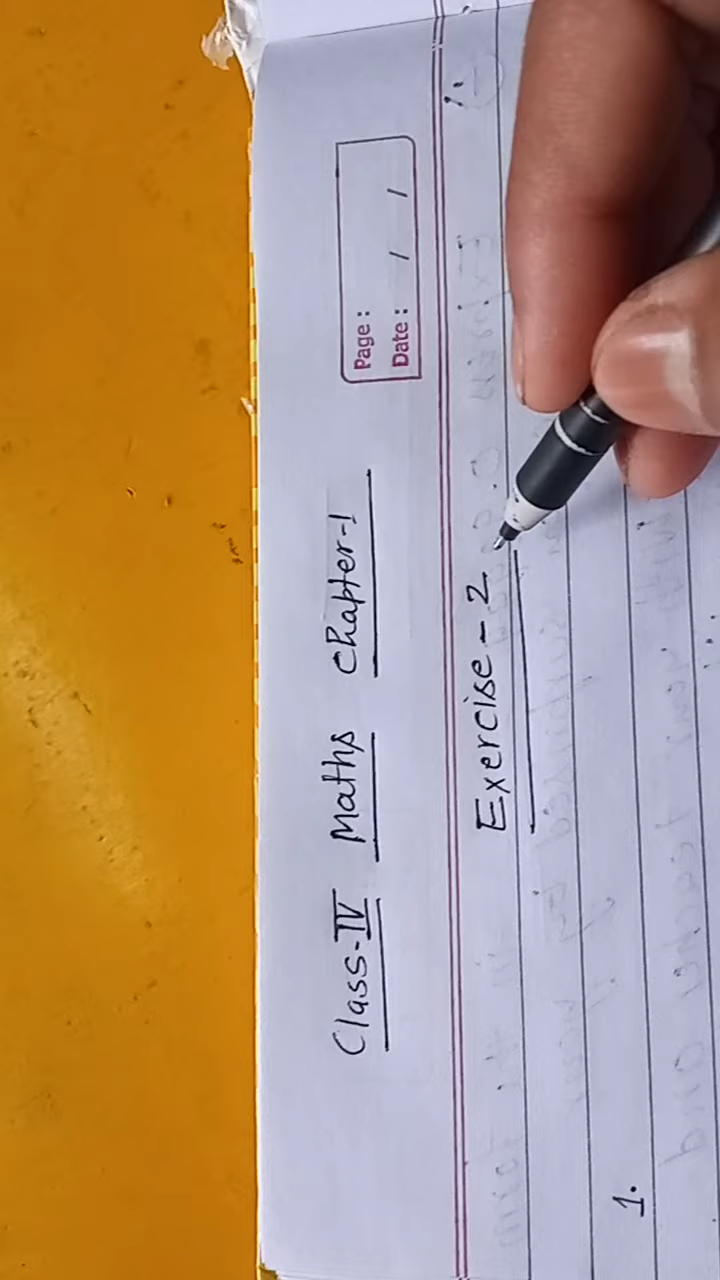 Page:
Date: / /
Class-IV Maths Chapter-1
Exercise-2
1.